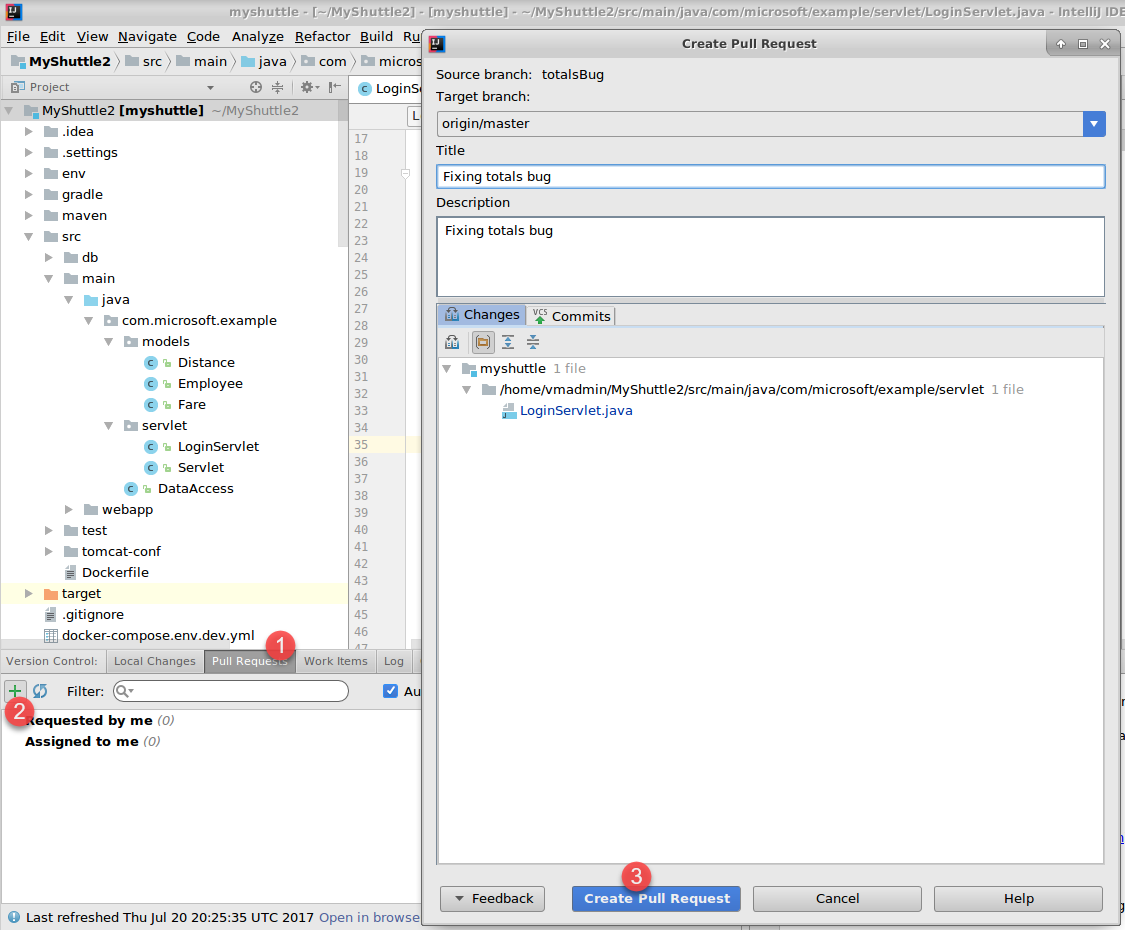 myshuttle - [~/MyShuttle2] - [myshuttle] - ~/MyShuttle2/src/main/java/com/microsoft/example/servlet/LoginServlet.java - IntelliJ IDE
File Edit View Navigate Code Analyze Refactor Build Ru
MyShuttle2 src main java com micros
Project
LoginS
L
MyShuttle2 [myshuttle] ~/MyShuttle2
.idea
.settings
env
gradle
maven
src
db
main
java
com.microsoft.example
models
Distance
Employee
Fare
servlet
LoginServlet
Servlet
DataAccess
webapp
test
tomcat-conf
Dockerfile
target
.gitignore
docker-compose.env.dev.yml
17
18
19
20
21
22
23
24
25
26
27
28
29
30
31
32
33
34
35
36
37
38
39
40
41
42
43
44
45
46
47
1
Version Control: Local Changes Pull Requests Work Items Log
Filter: Au
2
Requested by me (0)
Assigned to me (0)
Last refreshed Thu Jul 20 20:25:35 UTC 2017 Open in browse
Create Pull Request
Source branch: totalsBug
Target branch:
origin/master
Title
Fixing totals bug
Description
Fixing totals bug
Changes VCS Commits
myshuttle 1 file
/home/vmadmin/MyShuttle2/src/main/java/com/microsoft/example/servlet 1 file
LoginServlet.java
3
Feedback Create Pull Request Cancel Help